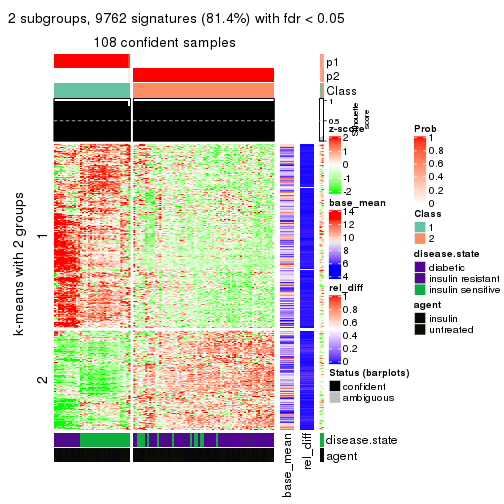 2 subgroups, 9762 signatures (81.4%) with fdr < 0.05
108 confident samples
p1
p2
Class
1
0.5
0
Silhouette
score
k-means with 2 groups
1
2
disease.state
agent
base_mean
rel_diff
z-score
2
1
0
-1
-2
base_mean
14
12
10
8
6
4
rel_diff
1
0.8
0.6
0.4
0.2
0
Status (barplots)
confident
ambiguous
Prob
1
0.8
0.6
0.4
0.2
0
Class
1
2
disease.state
diabetic
insulin resistant
insulin sensitive
agent
insulin
untreated